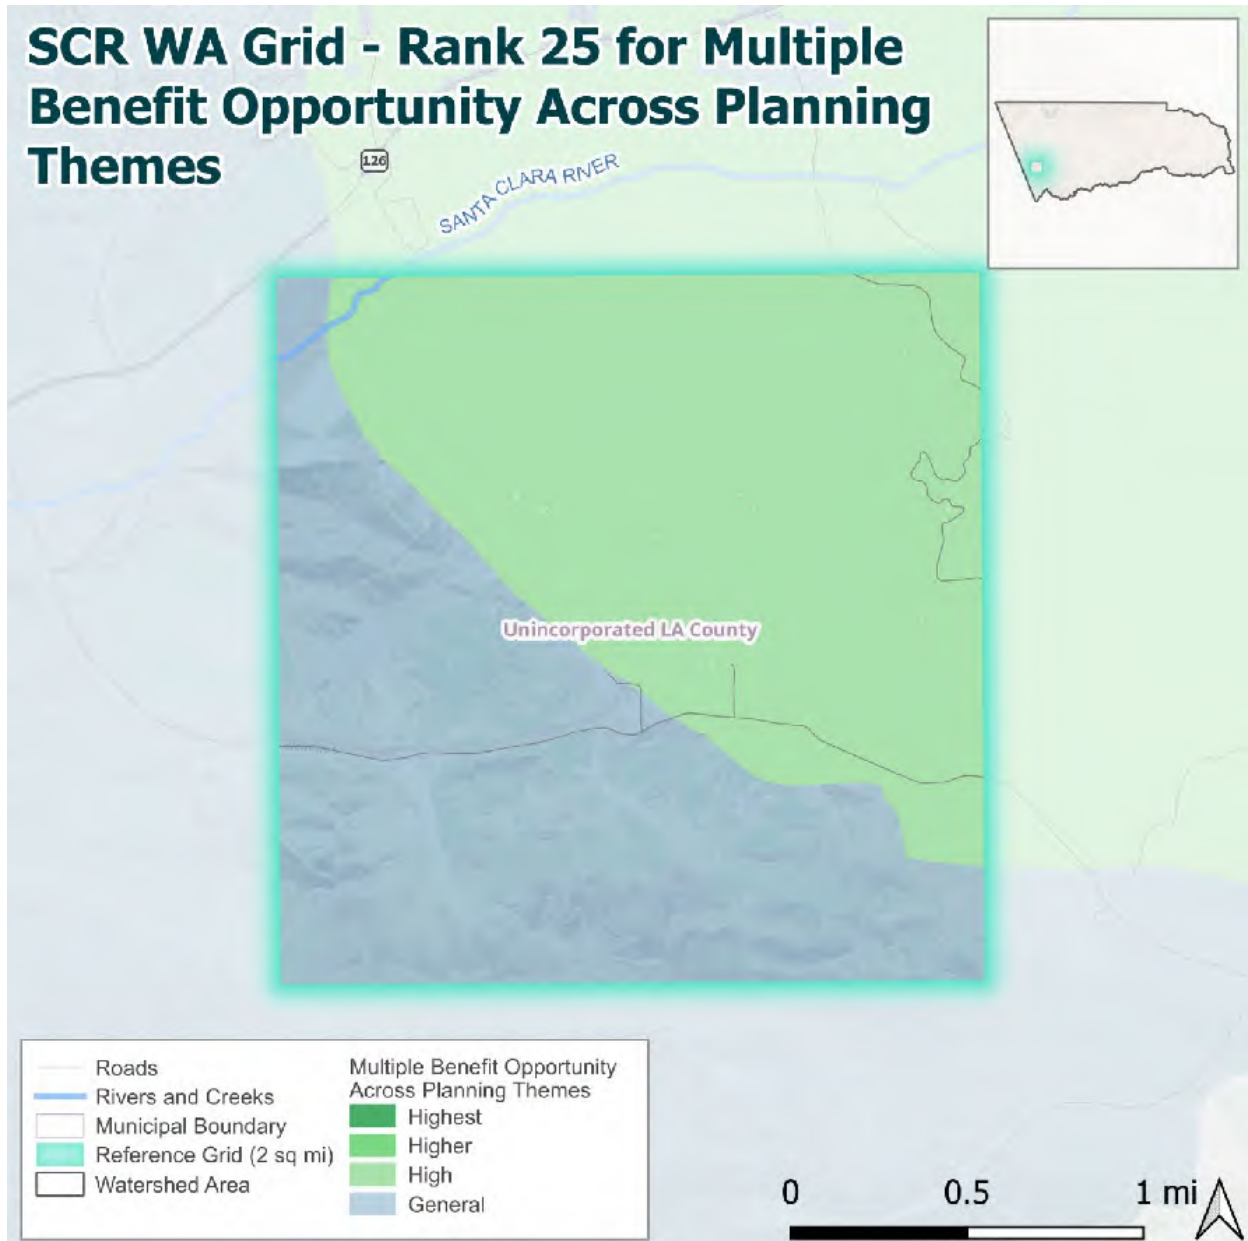 SCR WA Grid - Rank 25 for Multiple
Benefit Opportunity Across Planning
Themes
126
SANTA CLARA RIVER
Unincorporated LA County
Roads
Rivers and Creeks
Municipal Boundary
Reference Grid (2 sq mi)
Watershed Area
Multiple Benefit Opportunity
Across Planning Themes
Highest
Higher
High
General
0 0.5 1 mi